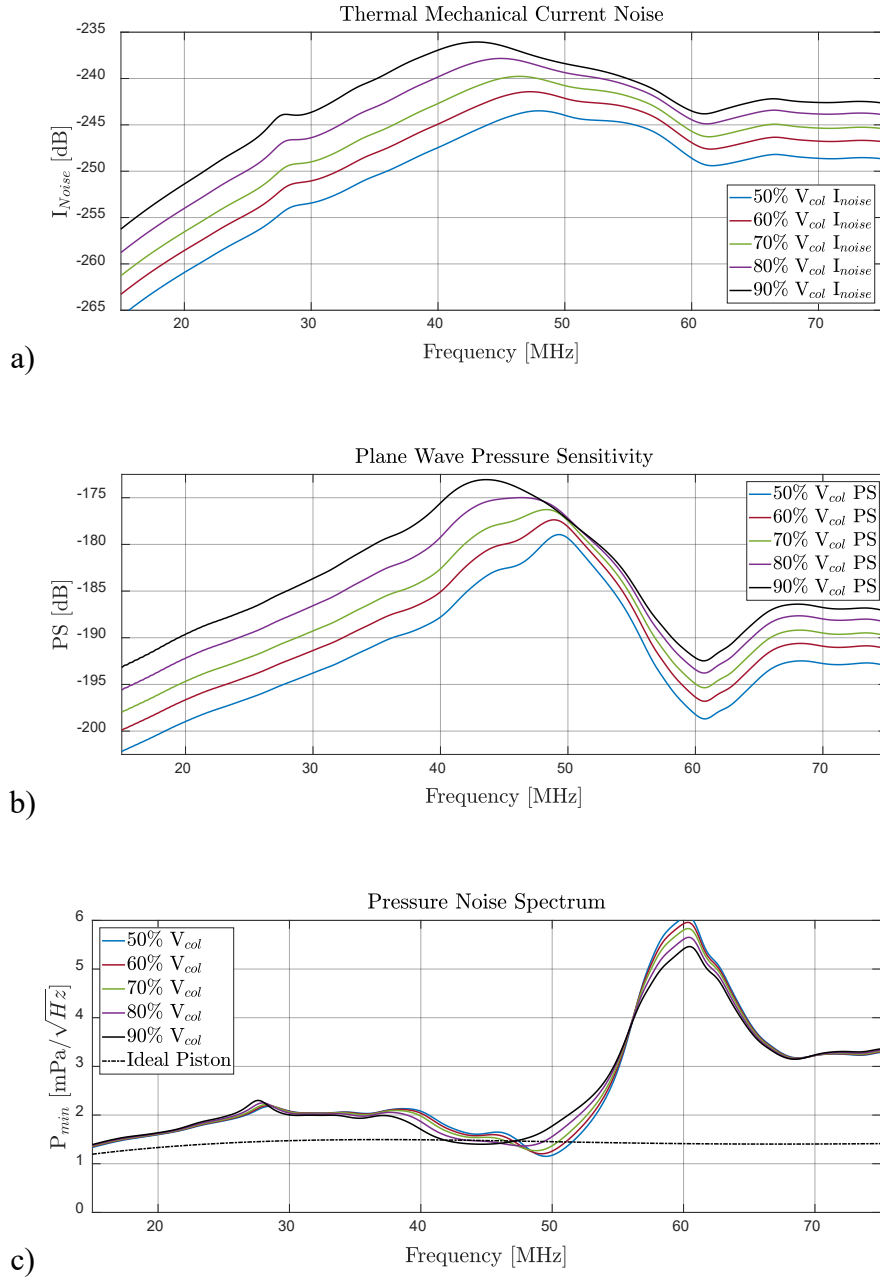 Thermal Mechanical Current Noise
-235
-240
-245
-250
-255
-260
-265
I_Noise [dB]
50% V_col I_noise
60% V_col I_noise
70% V_col I_noise
80% V_col I_noise
90% V_col I_noise
20 30 40 50 60 70
Frequency [MHz]
a)
Plane Wave Pressure Sensitivity
-175
-180
-185
-190
-195
-200
PS [dB]
50% V_col PS
60% V_col PS
70% V_col PS
80% V_col PS
90% V_col PS
20 30 40 50 60 70
Frequency [MHz]
b)
Pressure Noise Spectrum
6
5
4
3
2
1
0
P_min [mPa/√Hz]
50% V_col
60% V_col
70% V_col
80% V_col
90% V_col
Ideal Piston
20 30 40 50 60 70
Frequency [MHz]
c)